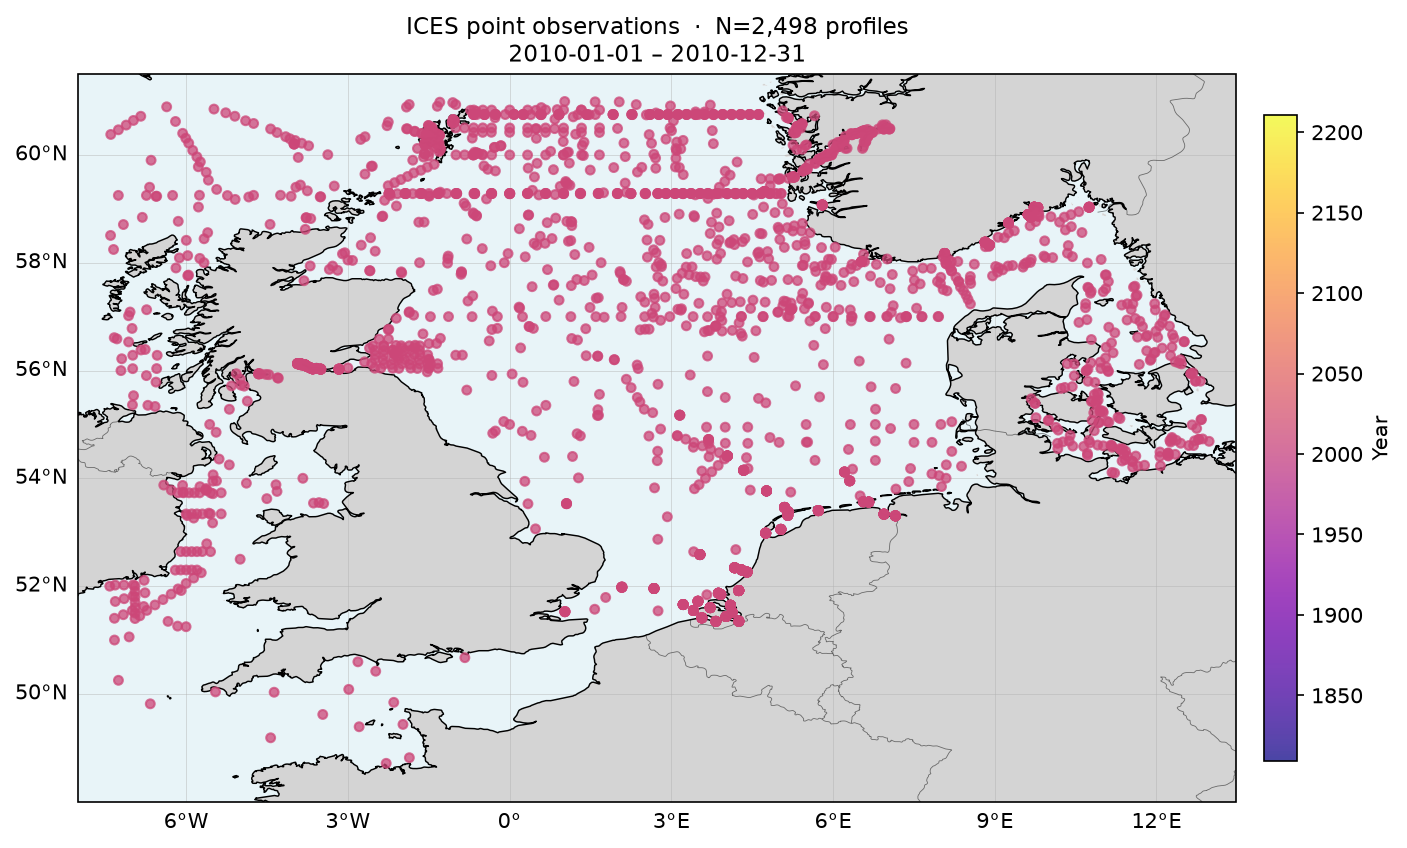 ICES point observations · N=2,498 profiles
2010-01-01 – 2010-12-31
60°N
58°N
56°N
54°N
52°N
50°N
6°W
3°W
0°
3°E
6°E
9°E
12°E
2200
2150
2100
2050
2000
1950
1900
1850
Year